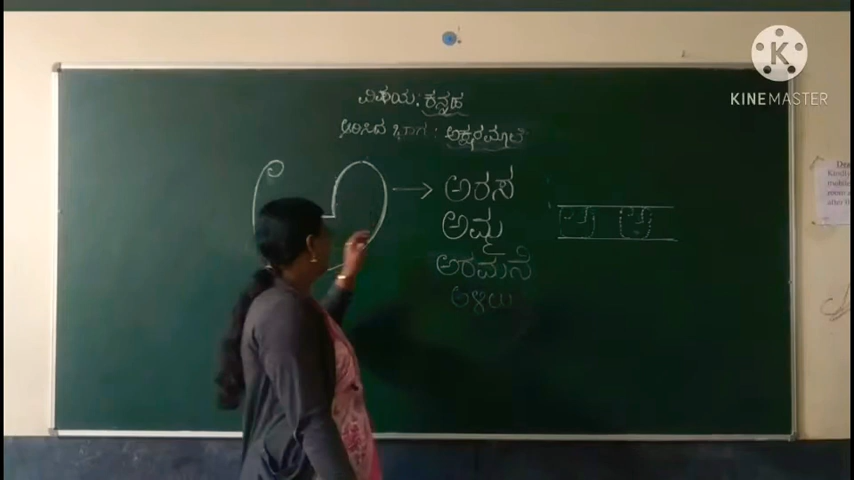 ವಿಷಯ: ಕನ್ನಡ
ಕಲಿಕಾ ಭಾಗ: ಅಕ್ಷರಮಾಲೆ
ಅ → ಅರಸ
ಅಮ್ಮ
ಅರಮನೆ
ಅಳಿಲು
ಅ ಅ
KINEMASTER